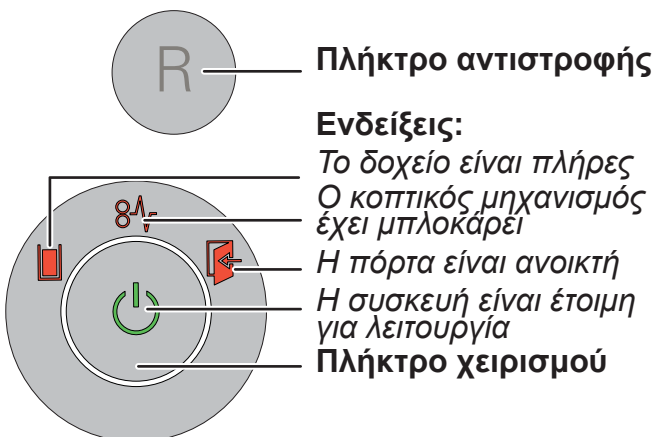 R
Πλήκτρο αντιστροφής
Ενδείξεις:
Το δοχείο είναι πλήρες
Ο κοπτικός μηχανισμός
έχει μπλοκάρει
Η πόρτα είναι ανοικτή
Η συσκευή είναι έτοιμη
για λειτουργία
Πλήκτρο χειρισμού